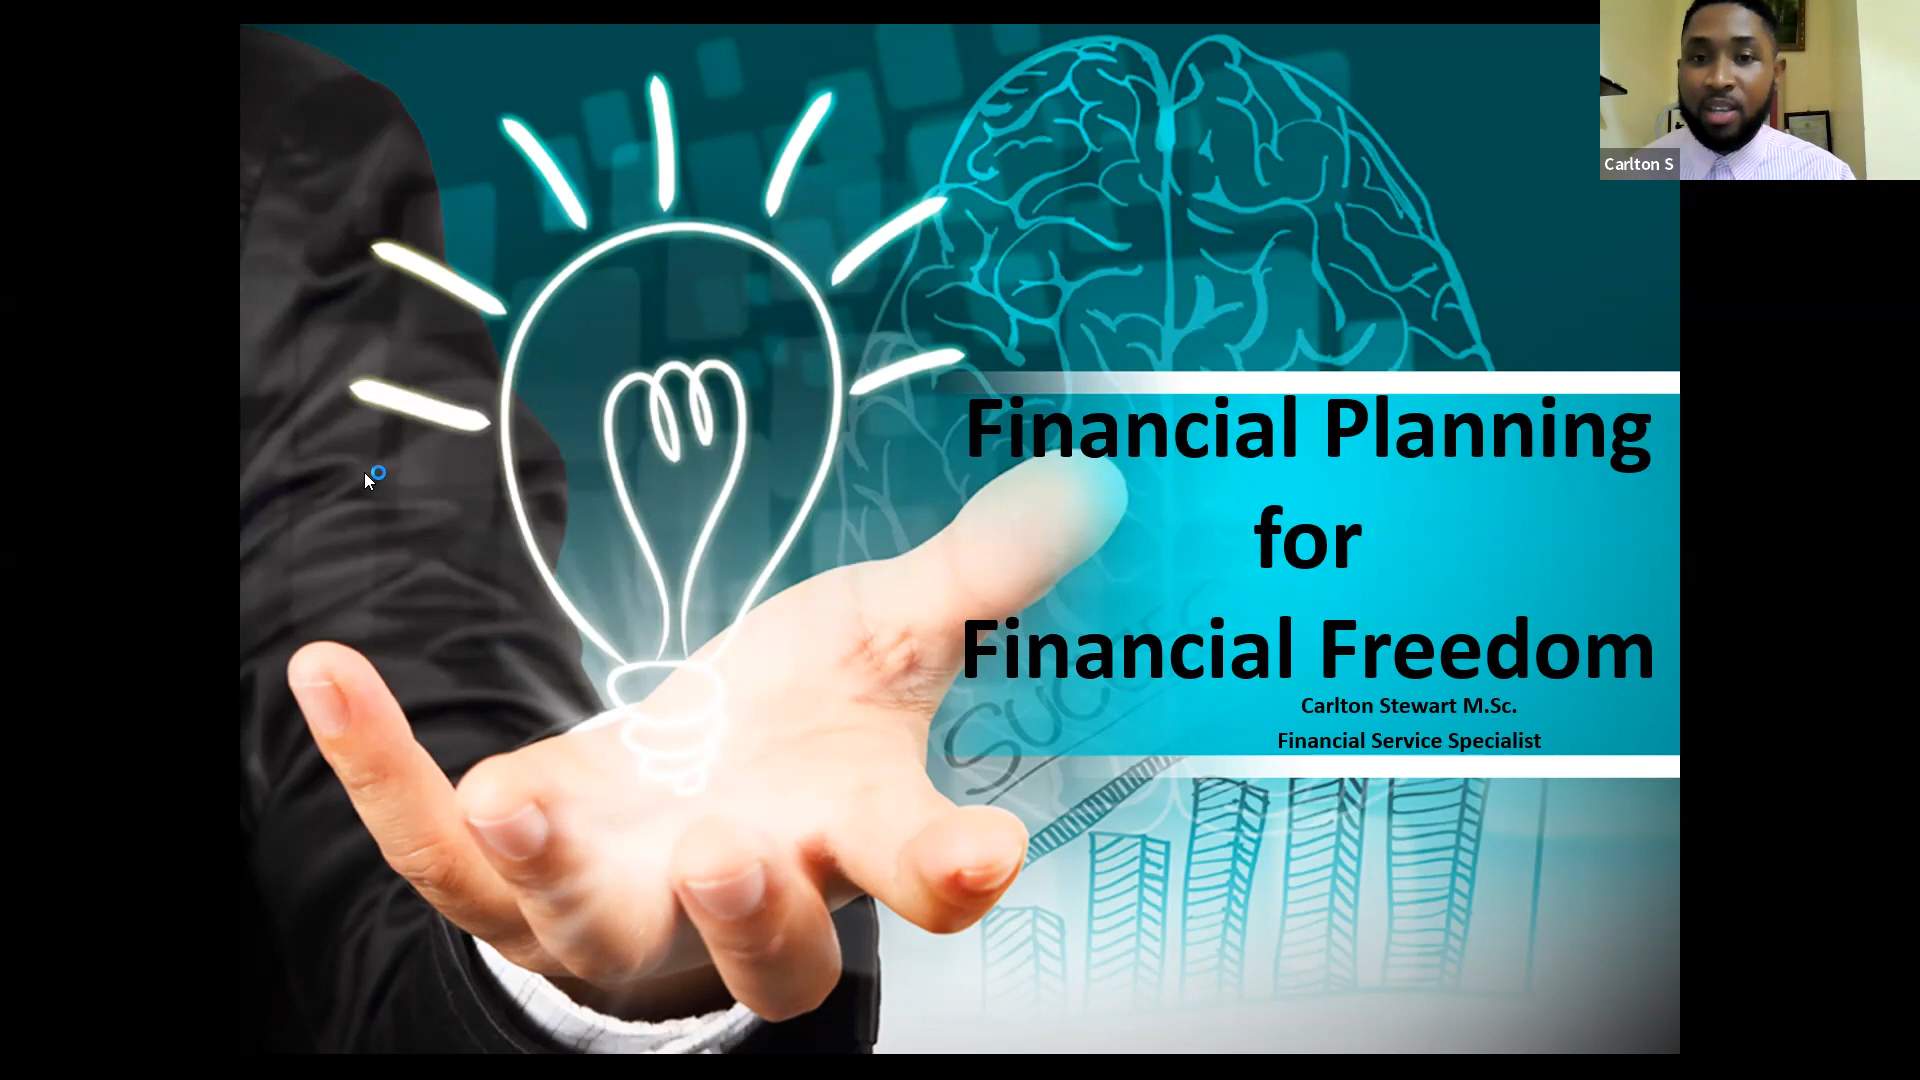 Carlton S
Financial Planning
for
Financial Freedom
Carlton Stewart M.Sc.
Financial Service Specialist